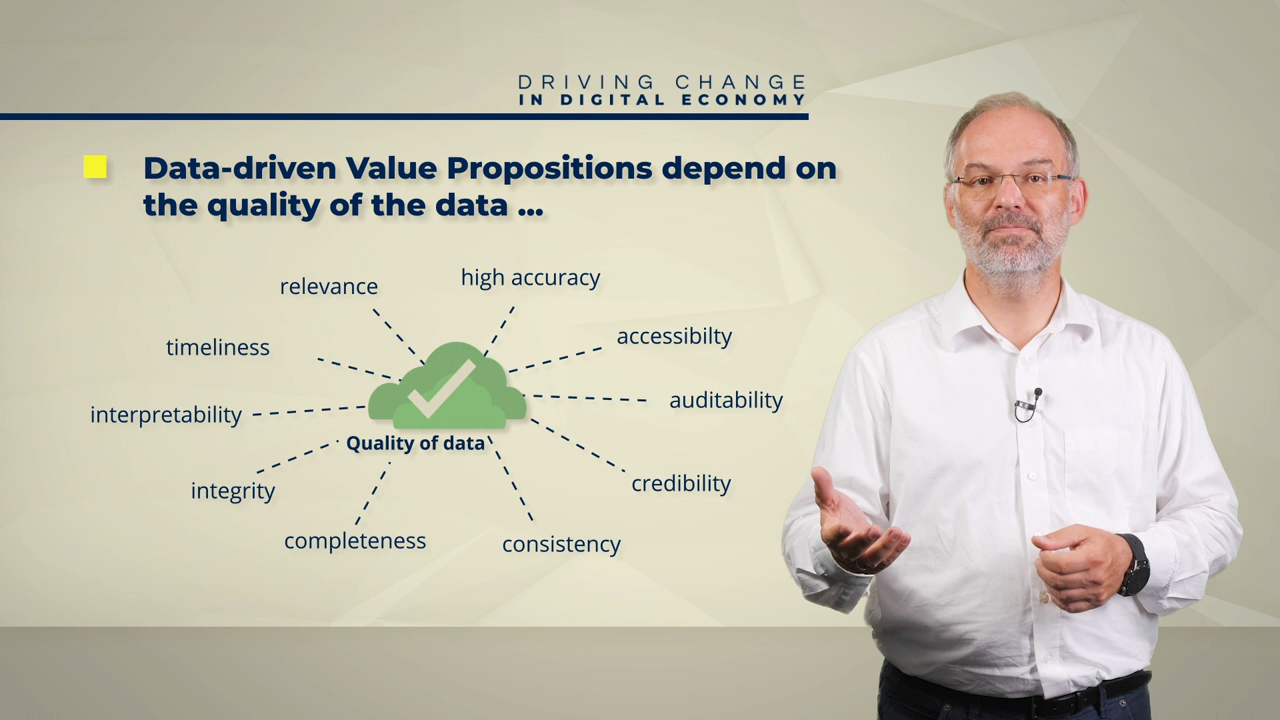 DRIVING CHANGE
IN DIGITAL ECONOMY
Data-driven Value Propositions depend on
the quality of the data ...
relevance
high accuracy
timeliness
accessibilty
interpretability
auditability
Quality of data
integrity
credibility
completeness
consistency